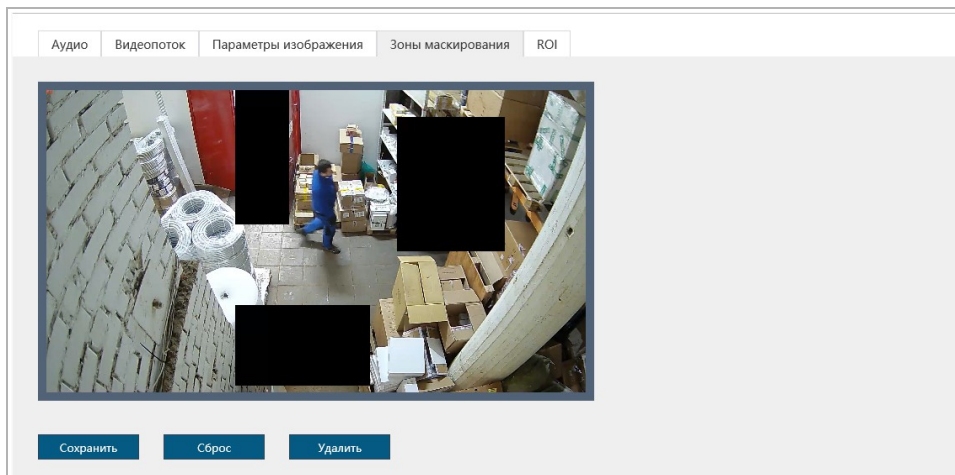 Аудио Видеопоток Параметры изображения Зоны маскирования ROI
Сохранить Сброс Удалить